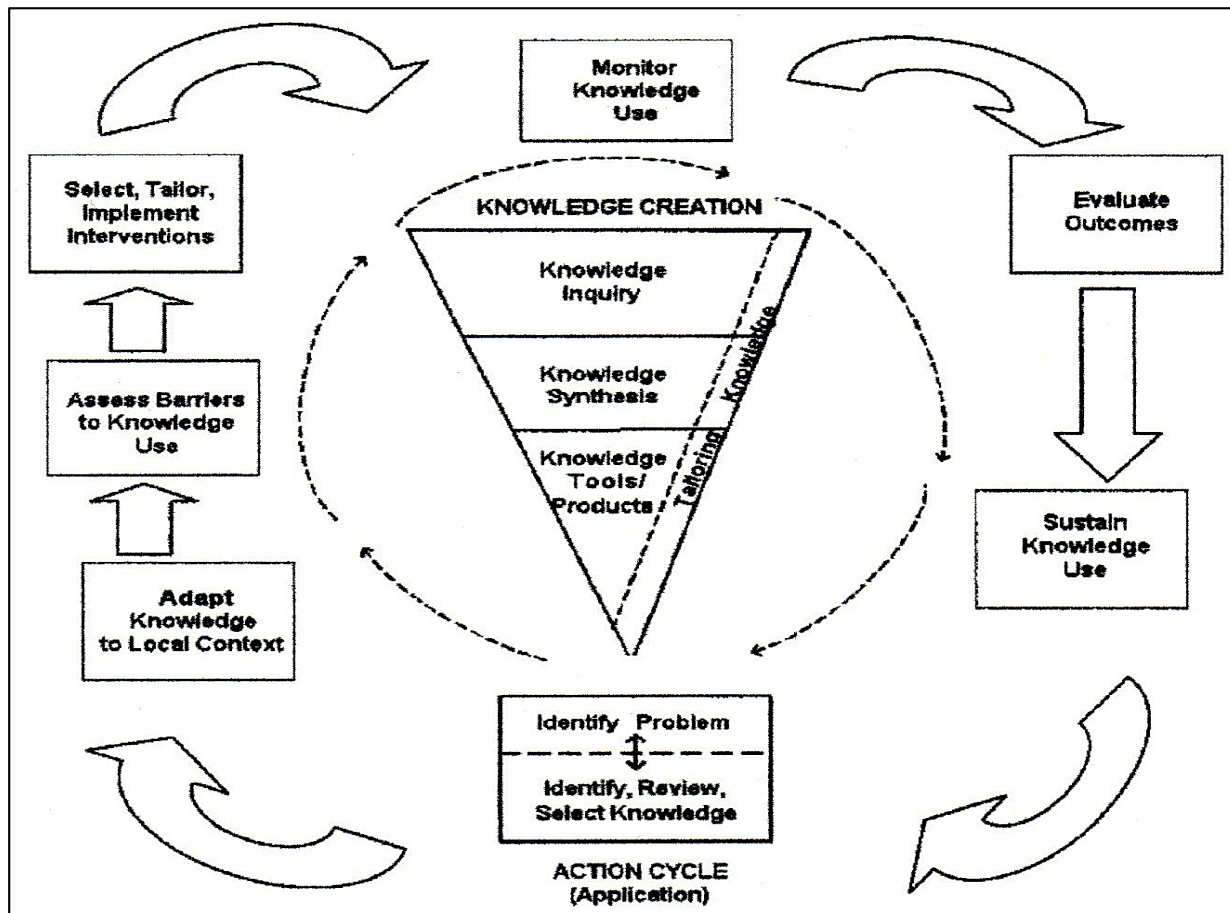 Monitor
Knowledge
Use
Select, Tailor,
Implement
Interventions
Evaluate
Outcomes
KNOWLEDGE CREATION
Knowledge
Inquiry
Knowledge
Synthesis
Knowledge
Tools/
Products
Tailoring Knowledge
Assess Barriers
to Knowledge
Use
Sustain
Knowledge
Use
Adapt
Knowledge
to Local Context
Identify Problem
Identify, Review,
Select Knowledge
ACTION CYCLE
(Application)